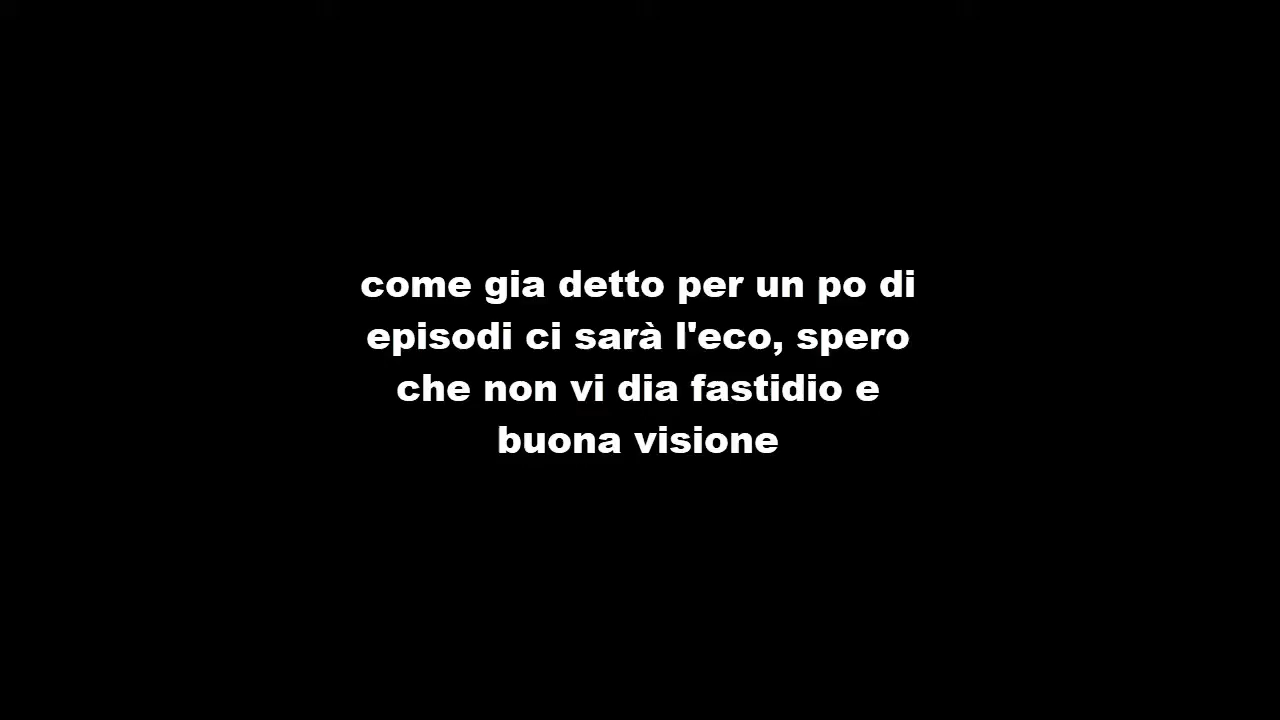 come gia detto per un po di
episodi ci sarà l'eco, spero
che non vi dia fastidio e
buona visione